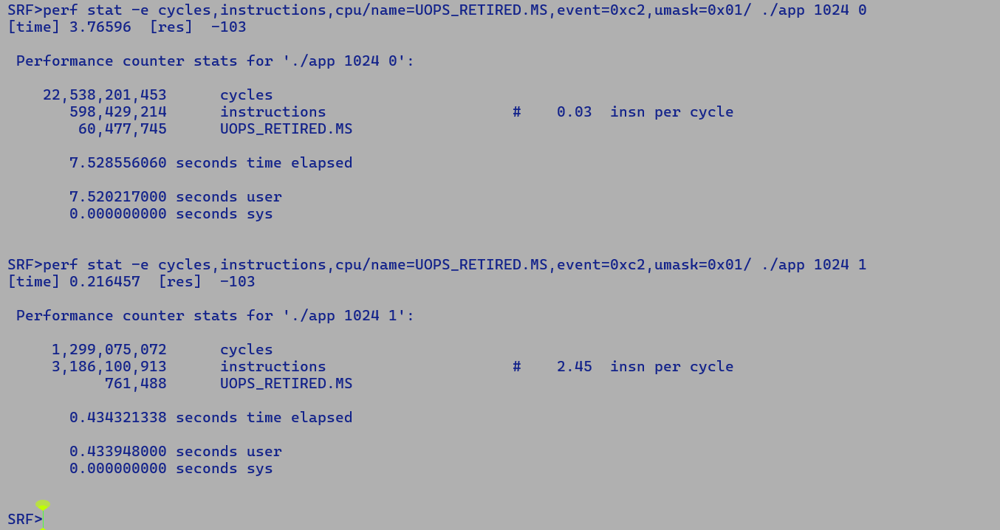 SRF>perf stat -e cycles,instructions,cpu/name=UOPS_RETIRED.MS,event=0xc2,umask=0x01/ ./app 1024 0
[time] 3.76596  [res]  -103
 Performance counter stats for './app 1024 0':
    22,538,201,453      cycles
       598,429,214      instructions                     #    0.03  insn per cycle
        60,477,745      UOPS_RETIRED.MS
       7.528556060 seconds time elapsed
       7.520217000 seconds user
       0.000000000 seconds sys
SRF>perf stat -e cycles,instructions,cpu/name=UOPS_RETIRED.MS,event=0xc2,umask=0x01/ ./app 1024 1
[time] 0.216457  [res]  -103
 Performance counter stats for './app 1024 1':
     1,299,075,072      cycles
     3,186,100,913      instructions                     #    2.45  insn per cycle
           761,488      UOPS_RETIRED.MS
       0.434321338 seconds time elapsed
       0.433948000 seconds user
       0.000000000 seconds sys
SRF>